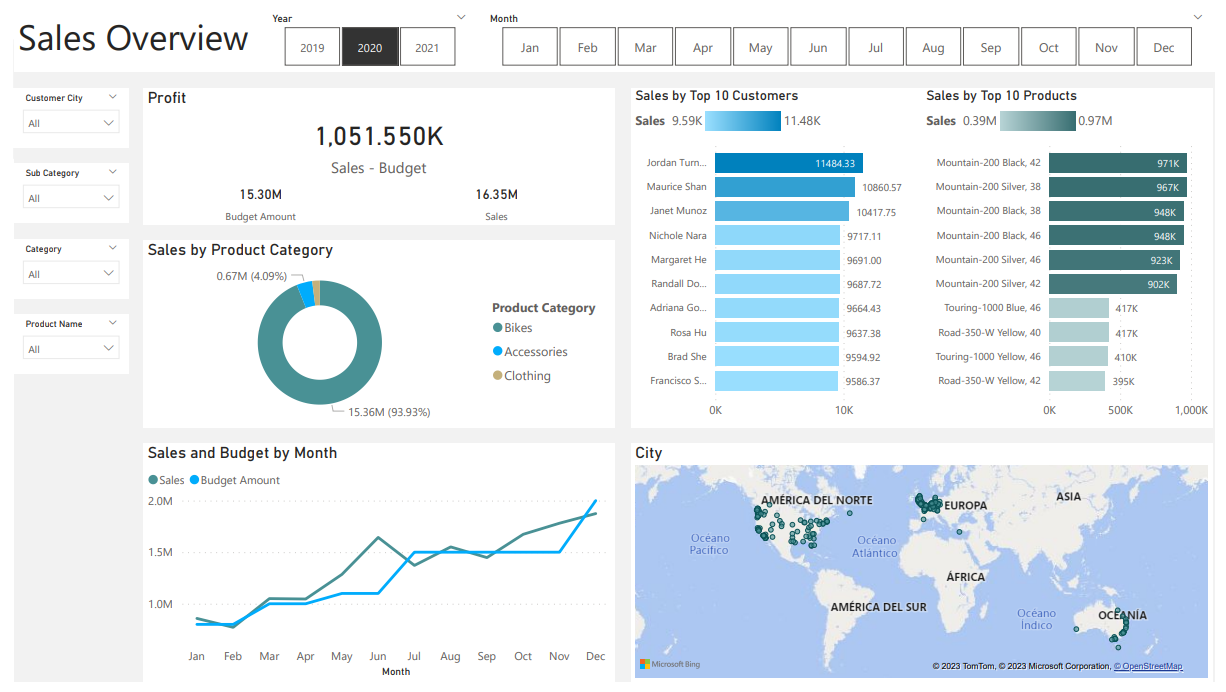 Sales Overview
Year
2019 2020 2021
Month
Jan Feb Mar Apr May Jun Jul Aug Sep Oct Nov Dec
Customer City
All
Sub Category
All
Category
All
Product Name
All
Profit
1,051.550K
Sales - Budget
15.30M
Budget Amount
16.35M
Sales
Sales by Product Category
0.67M (4.09%)
15.36M (93.93%)
Product Category
Bikes
Accessories
Clothing
Sales and Budget by Month
Sales Budget Amount
2.0M
1.5M
1.0M
Jan Feb Mar Apr May Jun Jul Aug Sep Oct Nov Dec
Month
Sales by Top 10 Customers
Sales 9.59K 11.48K
Jordan Turn... 11484.33
Maurice Shan 10860.57
Janet Munoz 10417.75
Nichole Nara 9717.11
Margaret He 9691.00
Randall Do... 9687.72
Adriana Go... 9664.43
Rosa Hu 9637.38
Brad She 9594.92
Francisco S... 9586.37
0K 10K
Sales by Top 10 Products
Sales 0.39M 0.97M
Mountain-200 Black, 42 971K
Mountain-200 Silver, 38 967K
Mountain-200 Black, 38 948K
Mountain-200 Black, 46 948K
Mountain-200 Silver, 46 923K
Mountain-200 Silver, 42 902K
Touring-1000 Blue, 46 417K
Road-350-W Yellow, 40 417K
Touring-1000 Yellow, 46 410K
Road-350-W Yellow, 42 395K
0K 500K 1,000K
City
AMÉRICA DEL NORTE
EUROPA
ASIA
Océano
Pacífico
Océano
Atlántico
ÁFRICA
AMÉRICA DEL SUR
Océano
Índico
OCEANÍA
Microsoft Bing
© 2023 TomTom, © 2023 Microsoft Corporation, © OpenStreetMap